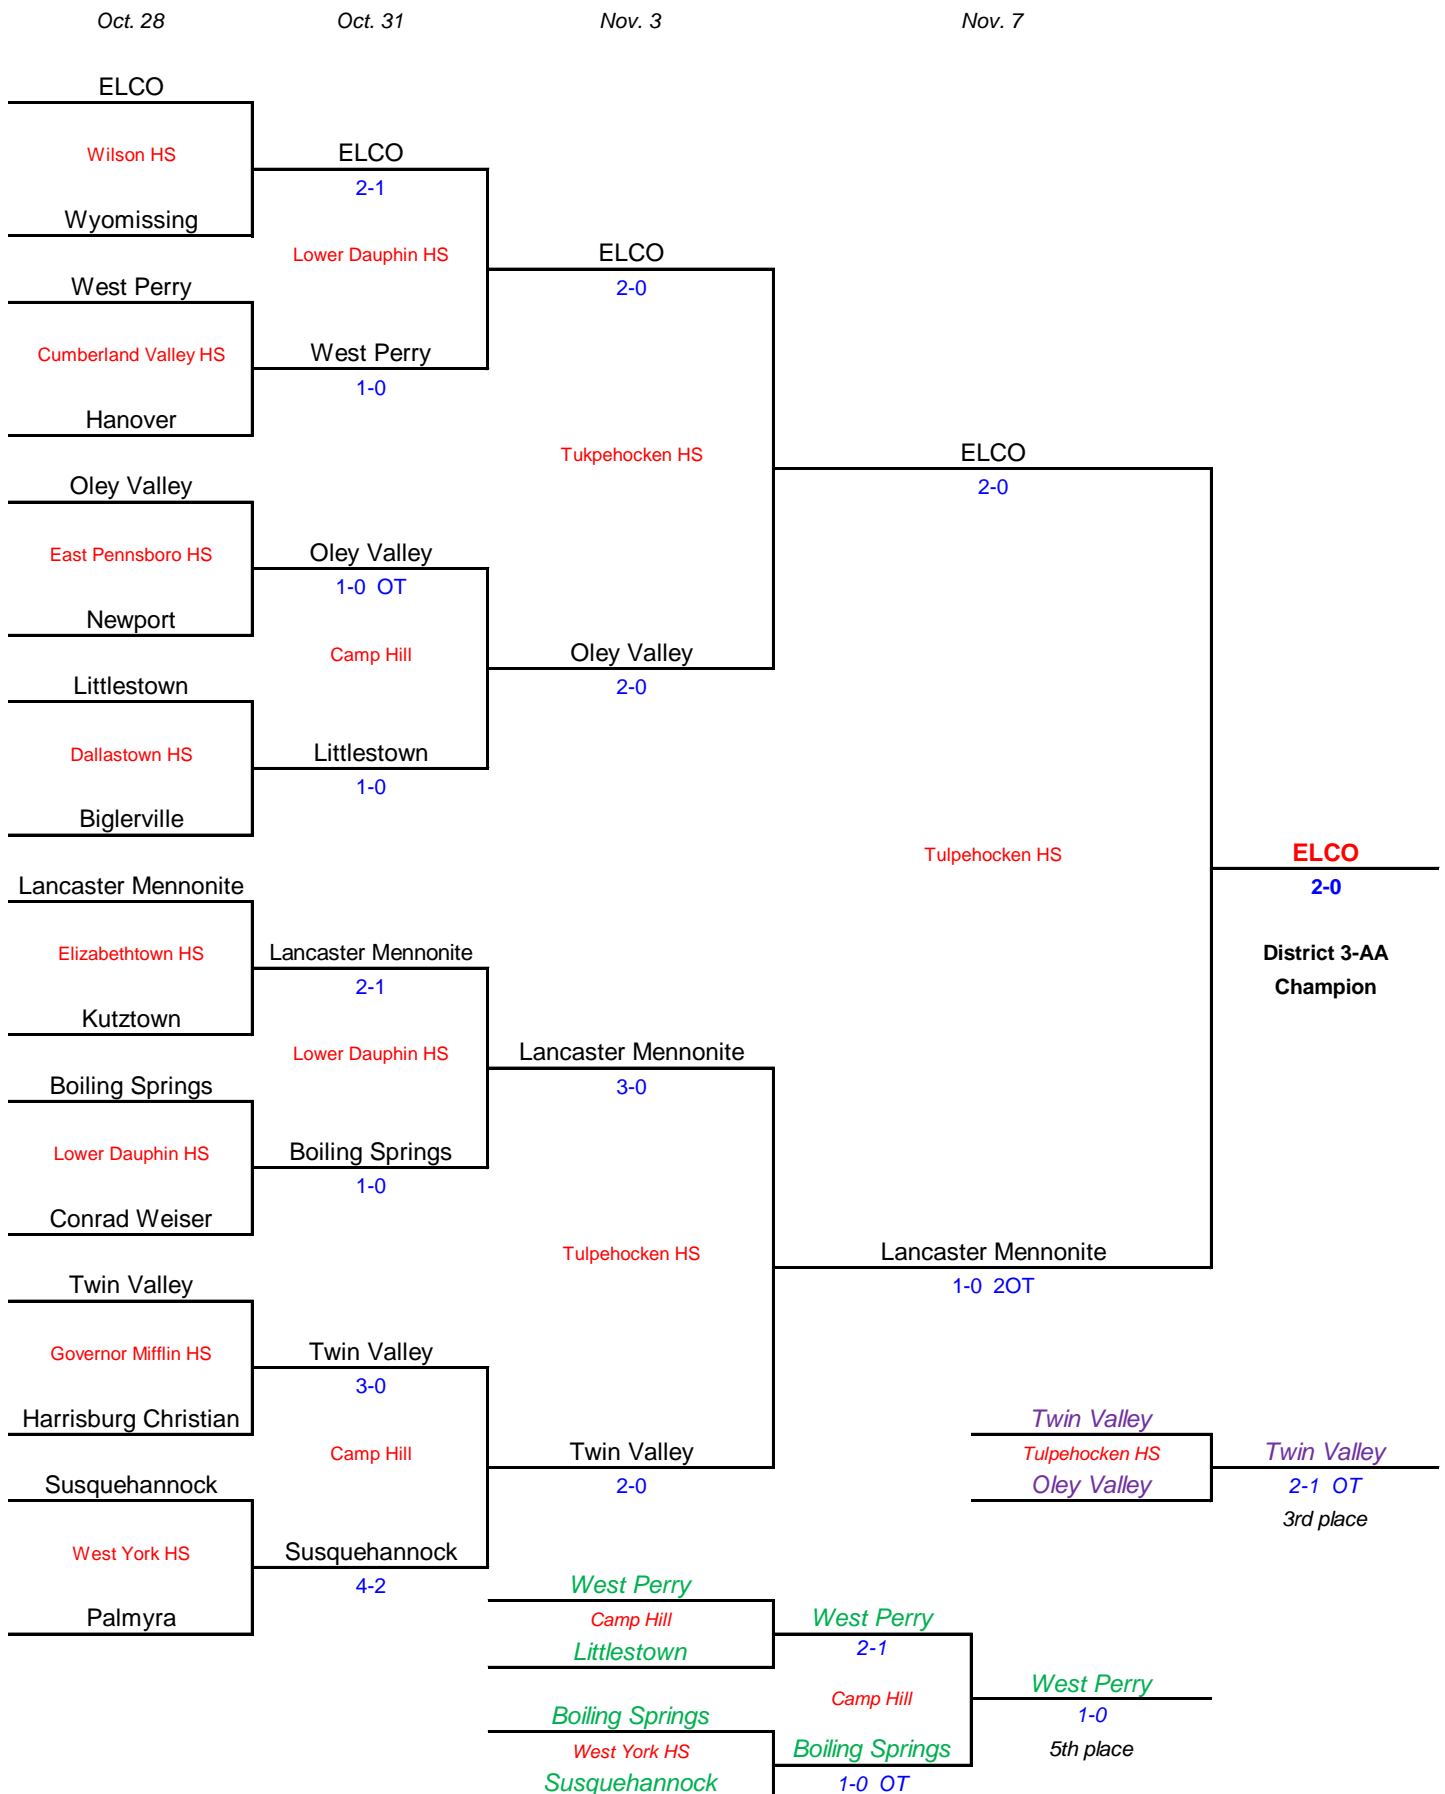 Oct. 28 Oct. 31 Nov. 3 Nov. 7
ELCO
Wilson HS ELCO
2-1
Wyomissing
Lower Dauphin HS ELCO
West Perry 2-0
Cumberland Valley HS West Perry
1-0
Hanover
Tukpehocken HS ELCO
Oley Valley 2-0
East Pennsboro HS Oley Valley
1-0 OT
Newport
Camp Hill Oley Valley
Littlestown 2-0
Dallastown HS Littlestown
1-0
Biglerville
Tulpehocken HS ELCO
Lancaster Mennonite 2-0
Elizabethtown HS Lancaster Mennonite District 3-AA
2-1 Champion
Kutztown
Lower Dauphin HS Lancaster Mennonite
Boiling Springs 3-0
Lower Dauphin HS Boiling Springs
1-0
Conrad Weiser
Tulpehocken HS Lancaster Mennonite
Twin Valley 1-0 2OT
Governor Mifflin HS Twin Valley
3-0
Harrisburg Christian Twin Valley
Camp Hill Twin Valley Tulpehocken HS Twin Valley
Susquehannock 2-0 Oley Valley 2-1 OT
3rd place
West York HS Susquehannock
4-2 West Perry
Palmyra Camp Hill West Perry
Littlestown 2-1
Camp Hill West Perry
Boiling Springs 1-0
West York HS Boiling Springs 5th place
Susquehannock 1-0 OT